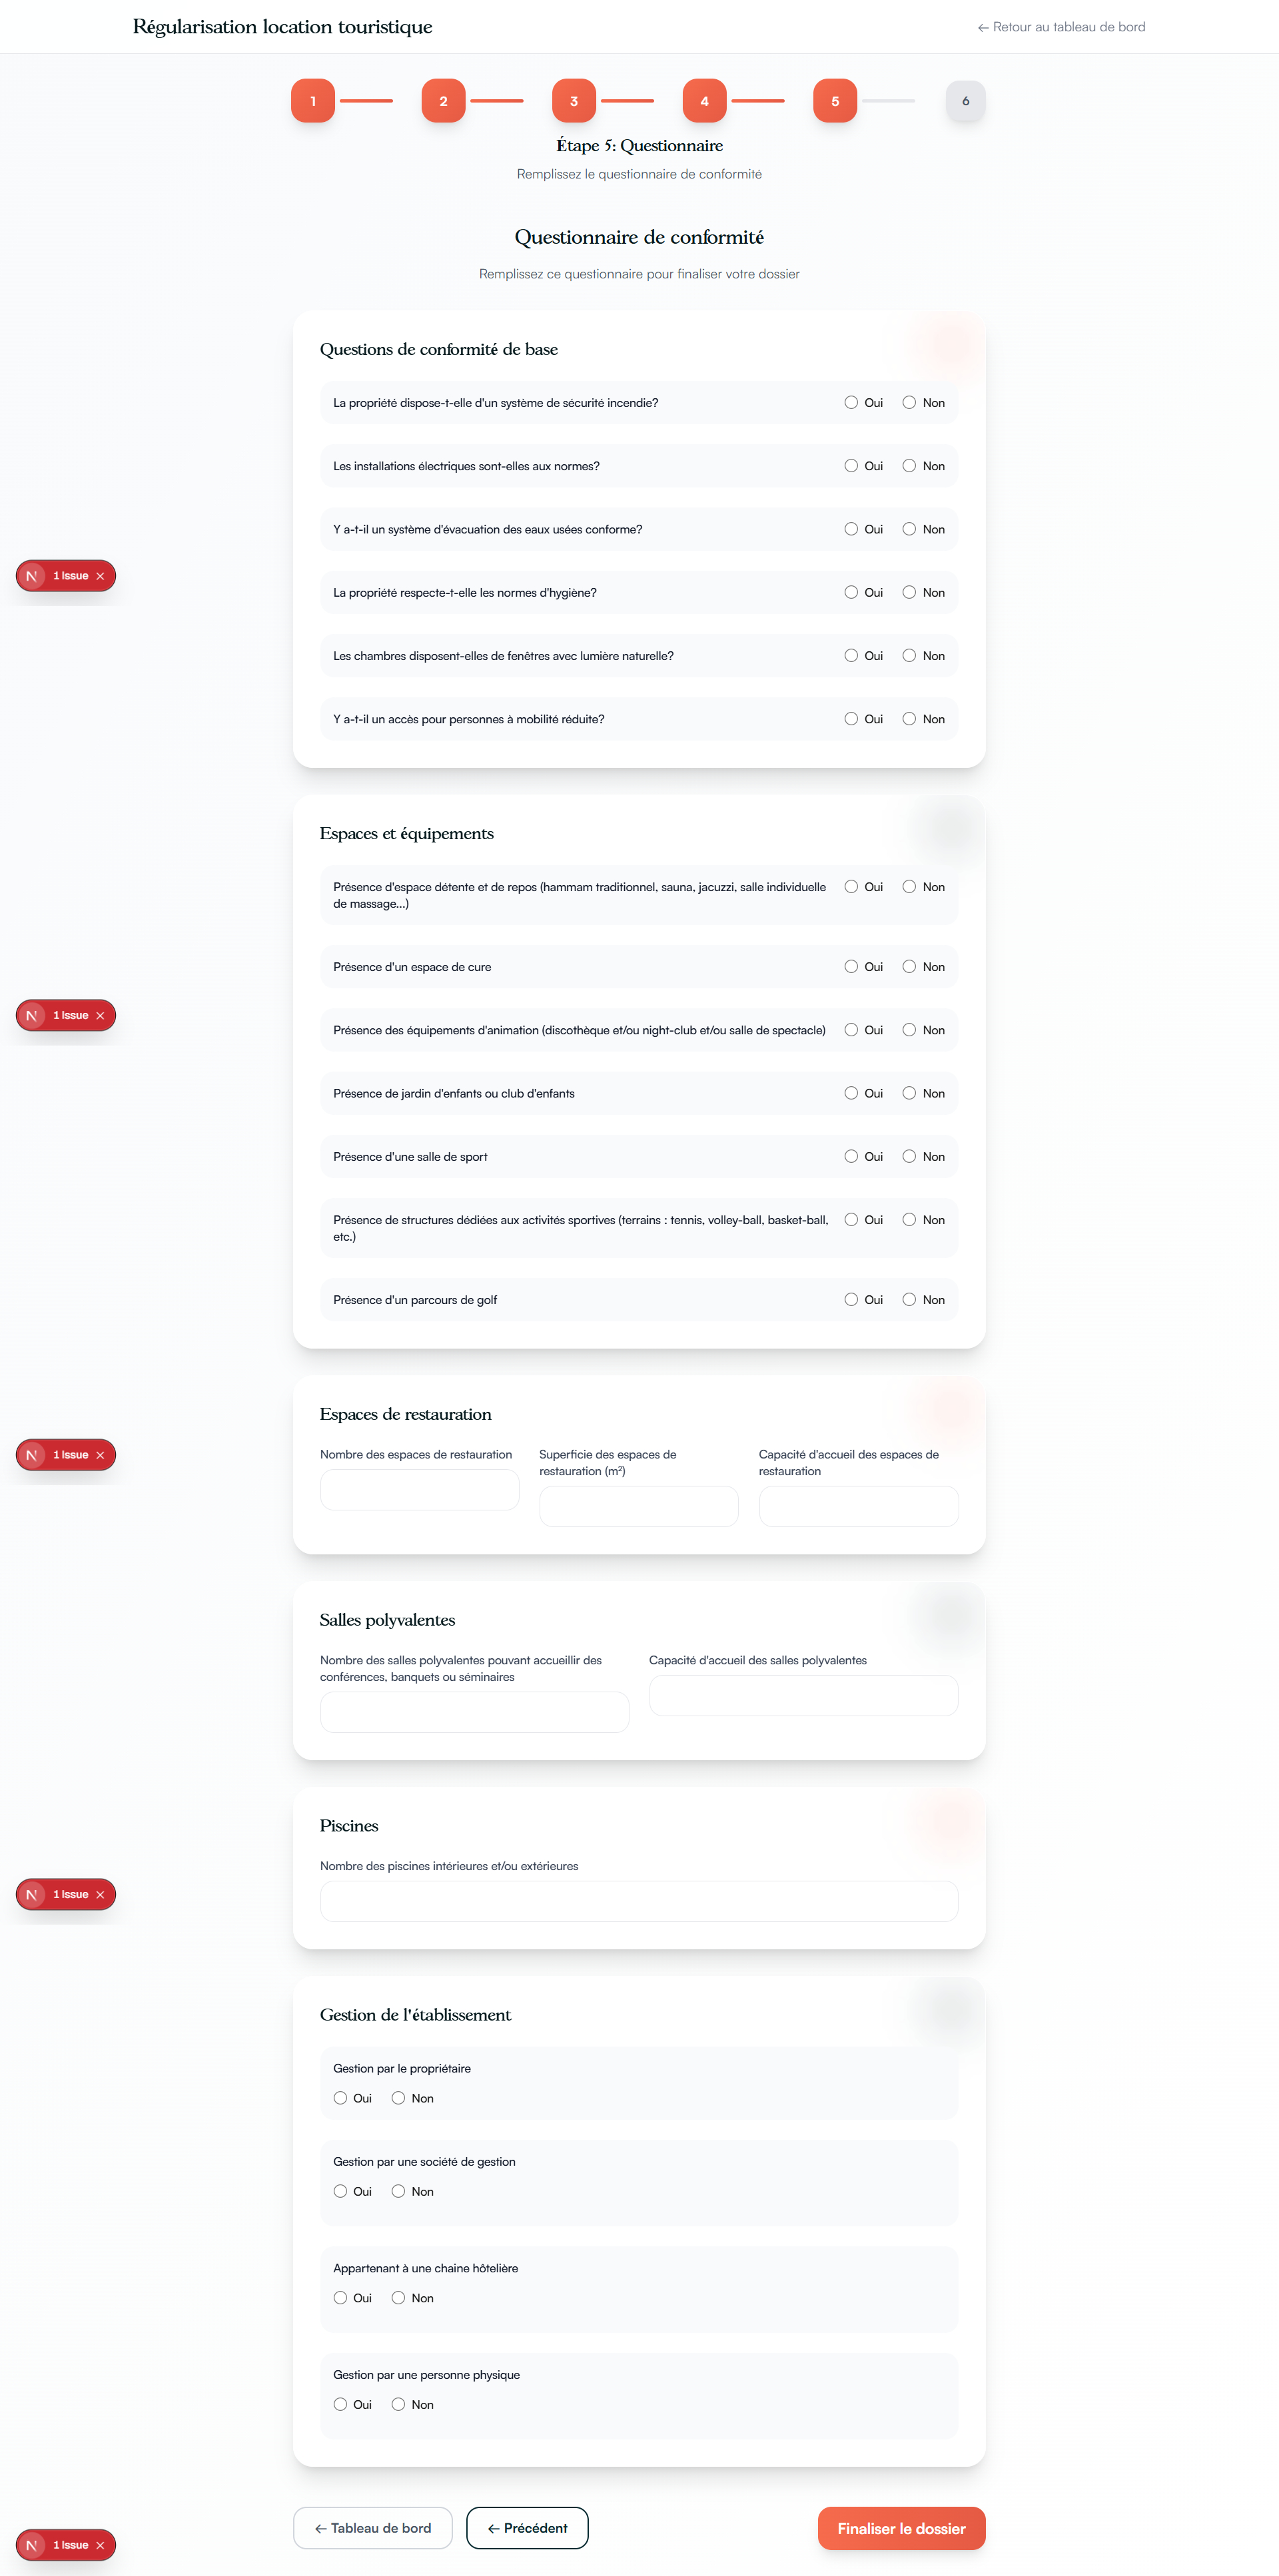 Régularisation location touristique
← Retour au tableau de bord
1 2 3 4 5 6
Étape 5: Questionnaire
Remplissez le questionnaire de conformité
Questionnaire de conformité
Remplissez ce questionnaire pour finaliser votre dossier
Questions de conformité de base
La propriété dispose-t-elle d'un système de sécurité incendie? Oui Non
Les installations électriques sont-elles aux normes? Oui Non
Y a-t-il un système d'évacuation des eaux usées conforme? Oui Non
N 1 Issue ×
La propriété respecte-t-elle les normes d'hygiène? Oui Non
Les chambres disposent-elles de fenêtres avec lumière naturelle? Oui Non
Y a-t-il un accès pour personnes à mobilité réduite? Oui Non
Espaces et équipements
Présence d'espace détente et de repos (hammam traditionnel, sauna, jacuzzi, salle individuelle Oui Non
de massage...)
Présence d'un espace de cure Oui Non
N 1 Issue ×
Présence des équipements d'animation (discothèque et/ou night-club et/ou salle de spectacle) Oui Non
Présence de jardin d'enfants ou club d'enfants Oui Non
Présence d'une salle de sport Oui Non
Présence de structures dédiées aux activités sportives (terrains : tennis, volley-ball, basket-ball, Oui Non
etc.)
Présence d'un parcours de golf Oui Non
Espaces de restauration
N 1 Issue ×
Nombre des espaces de restauration
Superficie des espaces de
restauration (m²)
Capacité d'accueil des espaces de
restauration
Salles polyvalentes
Nombre des salles polyvalentes pouvant accueillir des
conférences, banquets ou séminaires
Capacité d'accueil des salles polyvalentes
Piscines
Nombre des piscines intérieures et/ou extérieures
N 1 Issue ×
Gestion de l'établissement
Gestion par le propriétaire
Oui Non
Gestion par une société de gestion
Oui Non
Appartenant à une chaine hôtelière
Oui Non
Gestion par une personne physique
Oui Non
← Tableau de bord
← Précédent
Finaliser le dossier
N 1 Issue ×